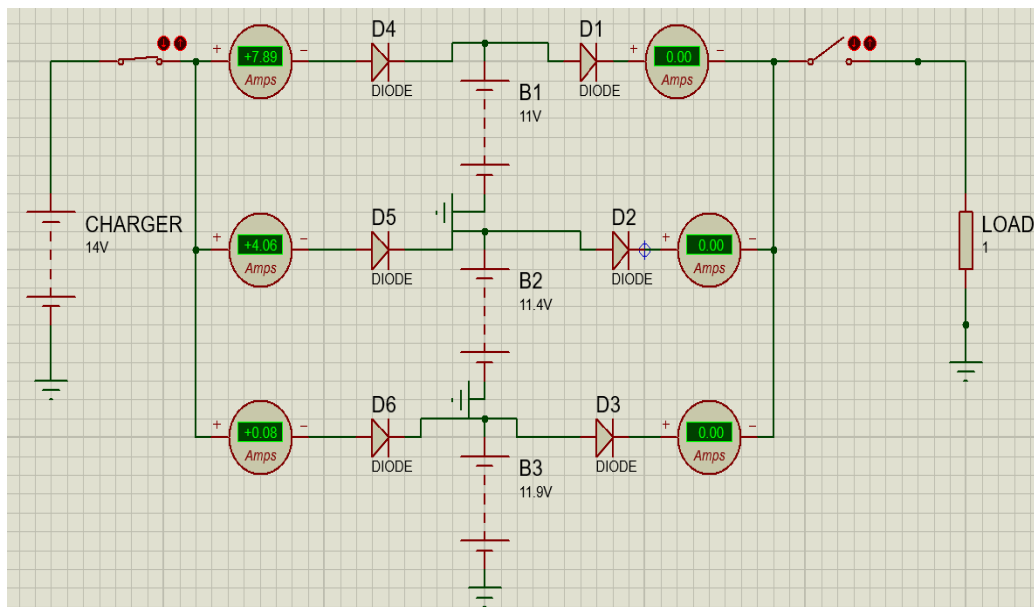 D4
D1
+
+7.89
Amps
−
DIODE
DIODE
+
0.00
Amps
−
B1
11V
CHARGER
14V
D5
D2
+
+4.06
Amps
−
DIODE
DIODE
+
0.00
Amps
−
LOAD
1
B2
11.4V
D6
D3
+
+0.08
Amps
−
DIODE
DIODE
+
0.00
Amps
−
B3
11.9V